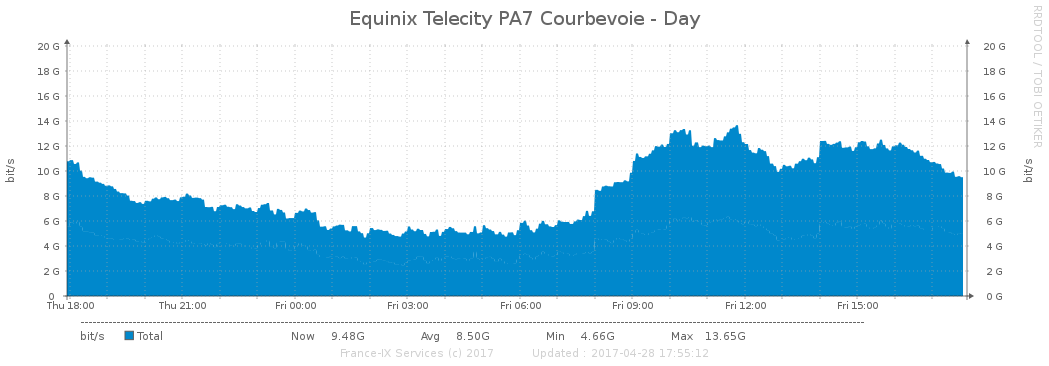 Equinix Telecity PA7 Courbevoie - Day
RRDTOOL / TOBI OETIKER
bit/s
20 G 20 G
18 G 18 G
16 G 16 G
14 G 14 G
12 G 12 G
10 G 10 G
8 G 8 G
6 G 6 G
4 G 4 G
2 G 2 G
0 0 G
bit/s
Thu 18:00 Thu 21:00 Fri 00:00 Fri 03:00 Fri 06:00 Fri 09:00 Fri 12:00 Fri 15:00
bit/s Total Now 9.48G Avg 8.50G Min 4.66G Max 13.65G
France-IX Services (c) 2017 Updated : 2017-04-28 17:55:12